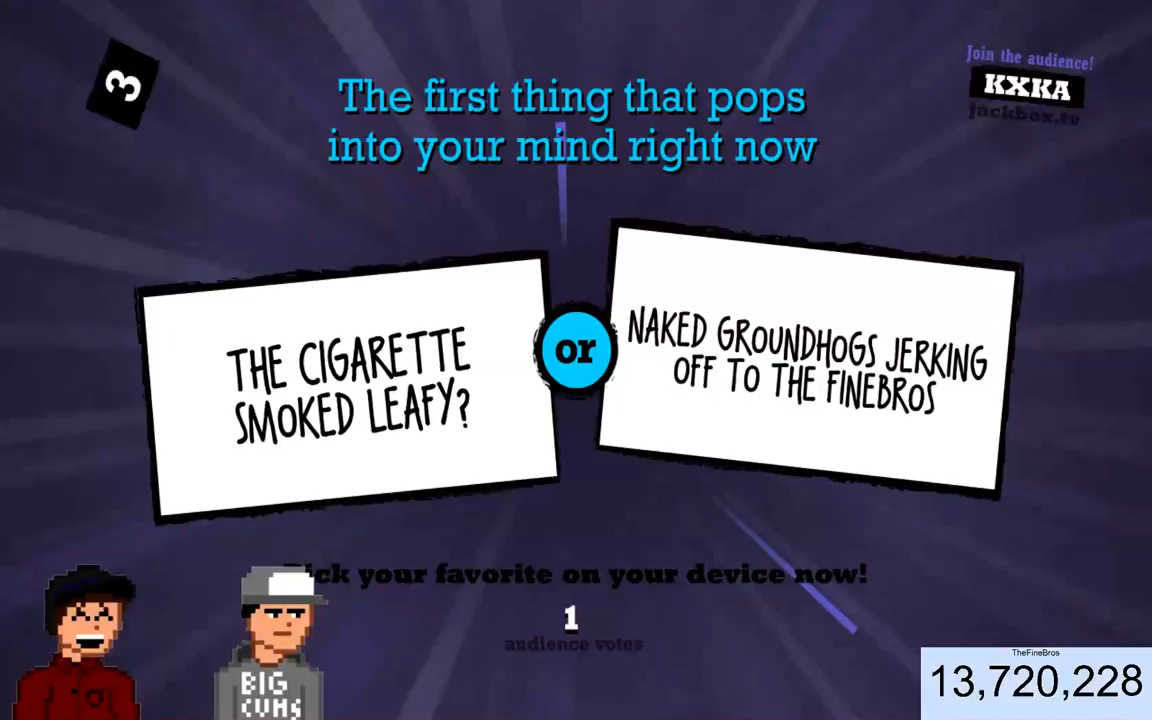 3
Join the audience!
KXKA
jackbox.tv
The first thing that pops
into your mind right now
THE CIGARETTE
SMOKED LEAFY?
or
NAKED GROUNDHOGS JERKING
OFF TO THE FINEBROS
Pick your favorite on your device now!
1
audience votes
BIG
CUMS
TheFineBros
13,720,228